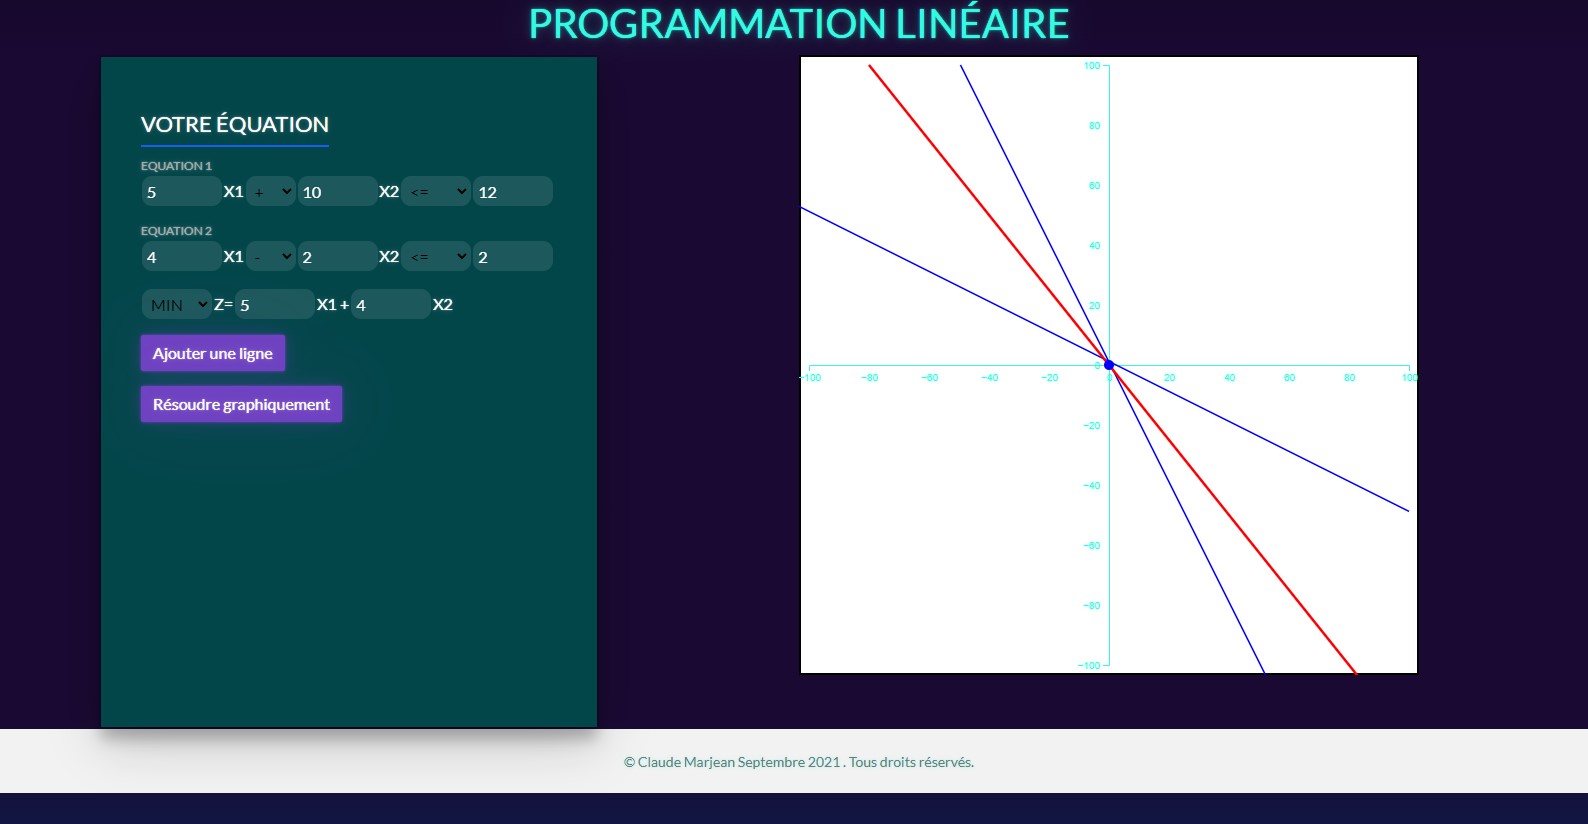 PROGRAMMATION LINÉAIRE
VOTRE ÉQUATION
EQUATION 1
5 X1 + 10 X2 <= 12
EQUATION 2
4 X1 - 2 X2 <= 2
MIN Z= 5 X1 + 4 X2
Ajouter une ligne
Résoudre graphiquement
100
80
60
40
20
0
−100 −80 −60 −40 −20 0 20 40 60 80 100
−20
−40
−60
−80
−100
© Claude Marjean Septembre 2021 . Tous droits réservés.